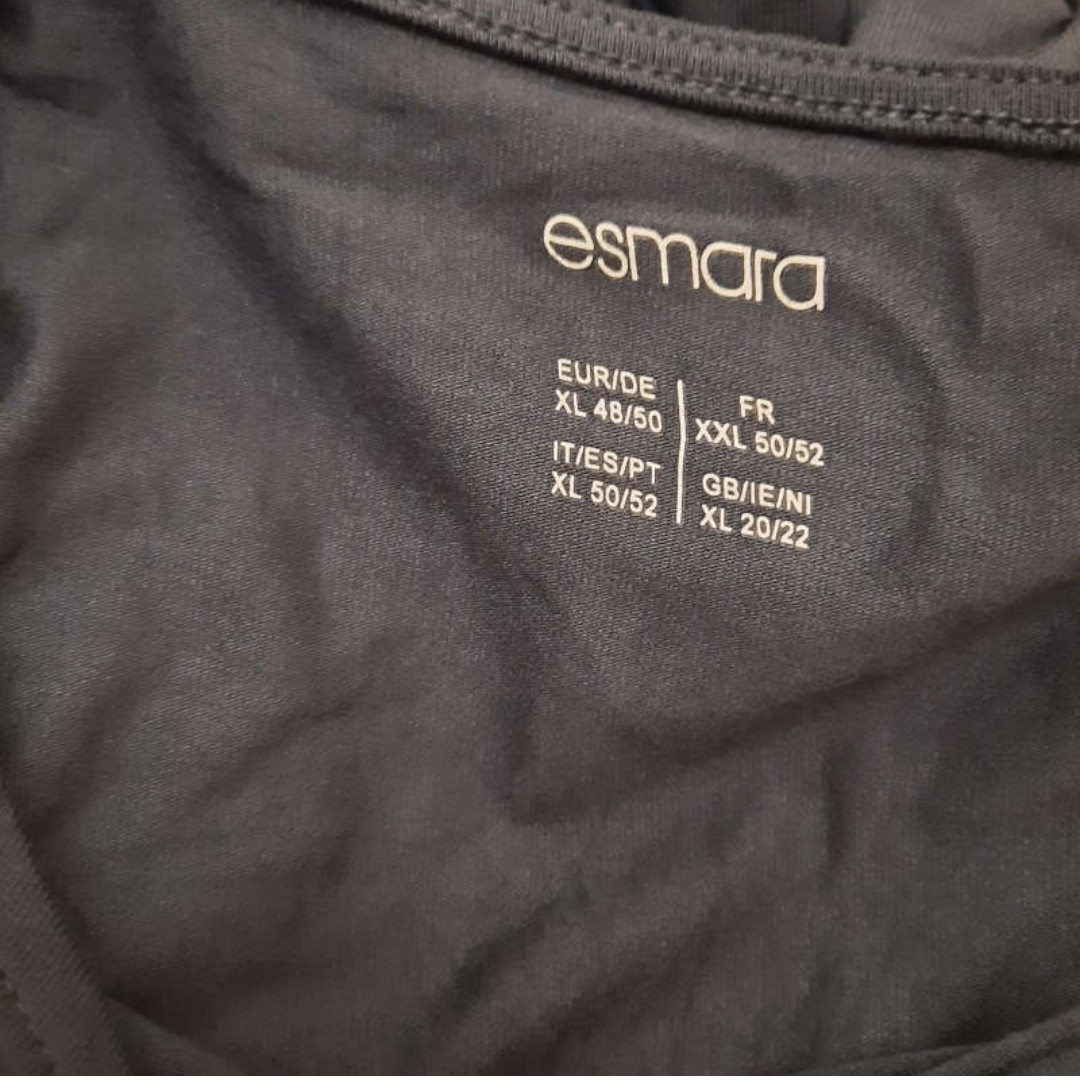 esmara
EUR/DE
XL 48/50
FR
XXL 50/52
IT/ES/PT
XL 50/52
GB/IE/NI
XL 20/22